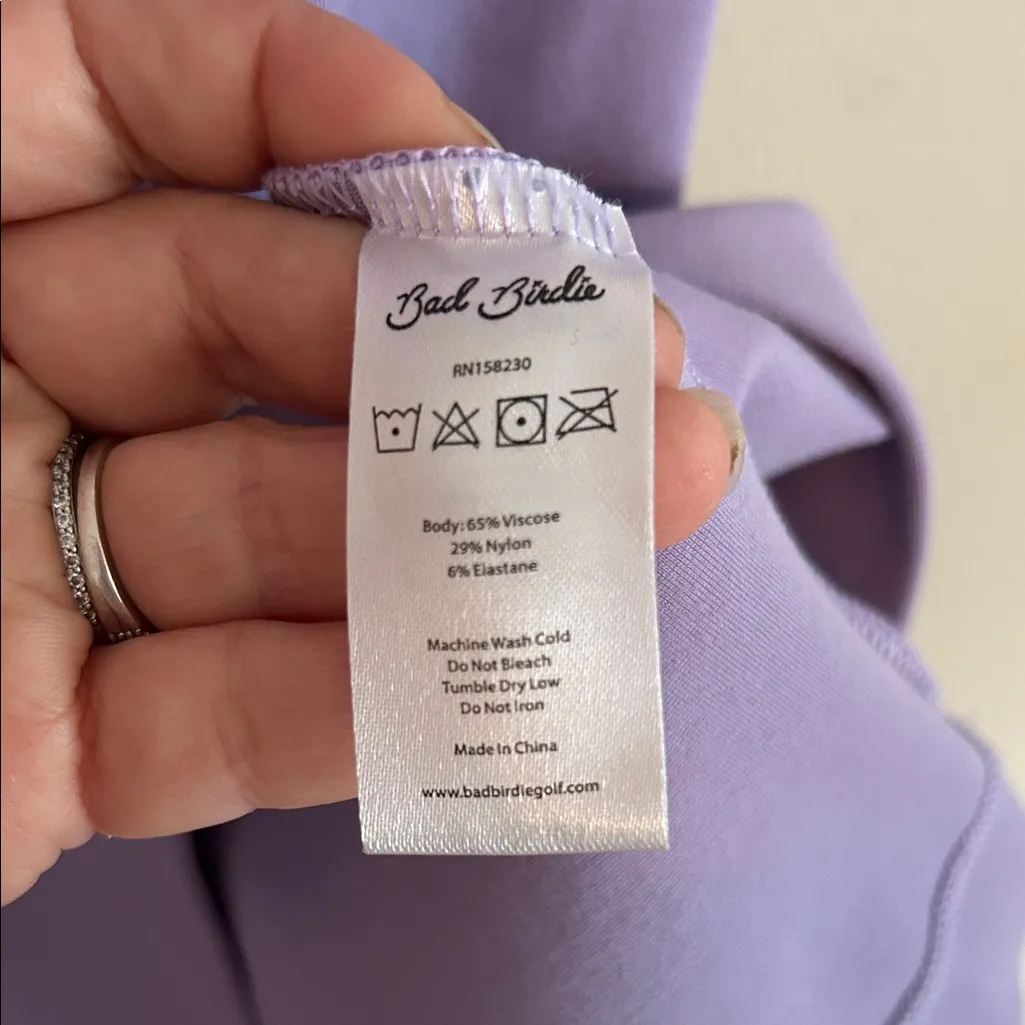 Bad Birdie
RN158230
Body: 65% Viscose
29% Nylon
6% Elastane
Machine Wash Cold
Do Not Bleach
Tumble Dry Low
Do Not Iron
Made In China
www.badbirdiegolf.com